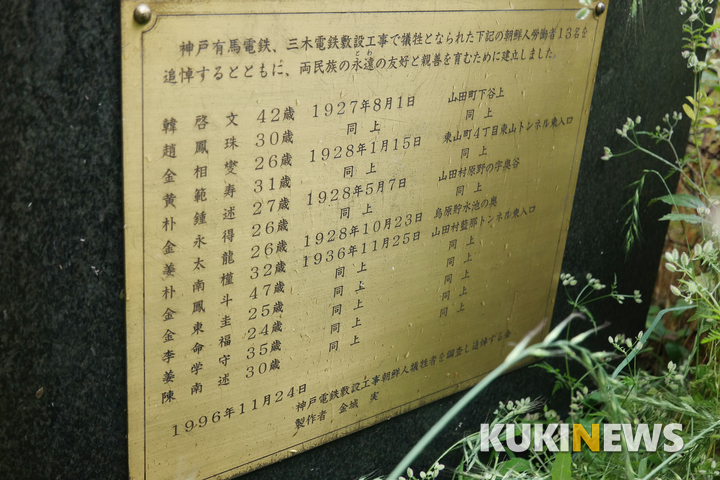 神戸有馬電鉄、三木電鉄敷設工事で犠牲となられた下記の朝鮮人労働者13名を
追悼するとともに、両民族の永遠の友好と親善を育むために建立しました。
とわ
韓 啓 文 42歳 1927年8月1日 山田町下谷上
趙 鳳 珠 30歳 同 上 同 上
金 相 燮 26歳 1928年1月15日 東山町4丁目東山トンネル東入口
黄 範 寿 31歳 同 上 同 上
朴 鍾 述 27歳 1928年5月7日 山田村原野の字奥谷
金 永 得 26歳 同 上 同 上
姜 太 龍 26歳 1928年10月23日 烏原貯水池の奥
朴 南 権 32歳 1936年11月25日 山田村藍那トンネル東入口
金 鳳 斗 47歳 同 上 同 上
金 東 圭 25歳 同 上 同 上
李 命 福 24歳 同 上 同 上
姜 学 守 35歳 同 上 同 上
陳 南 述 30歳 同 上 同 上
1996年11月24日
神戸電鉄敷設工事朝鮮人犠牲者を調査し追悼する会
製作者 金城 実
KUKINEWS